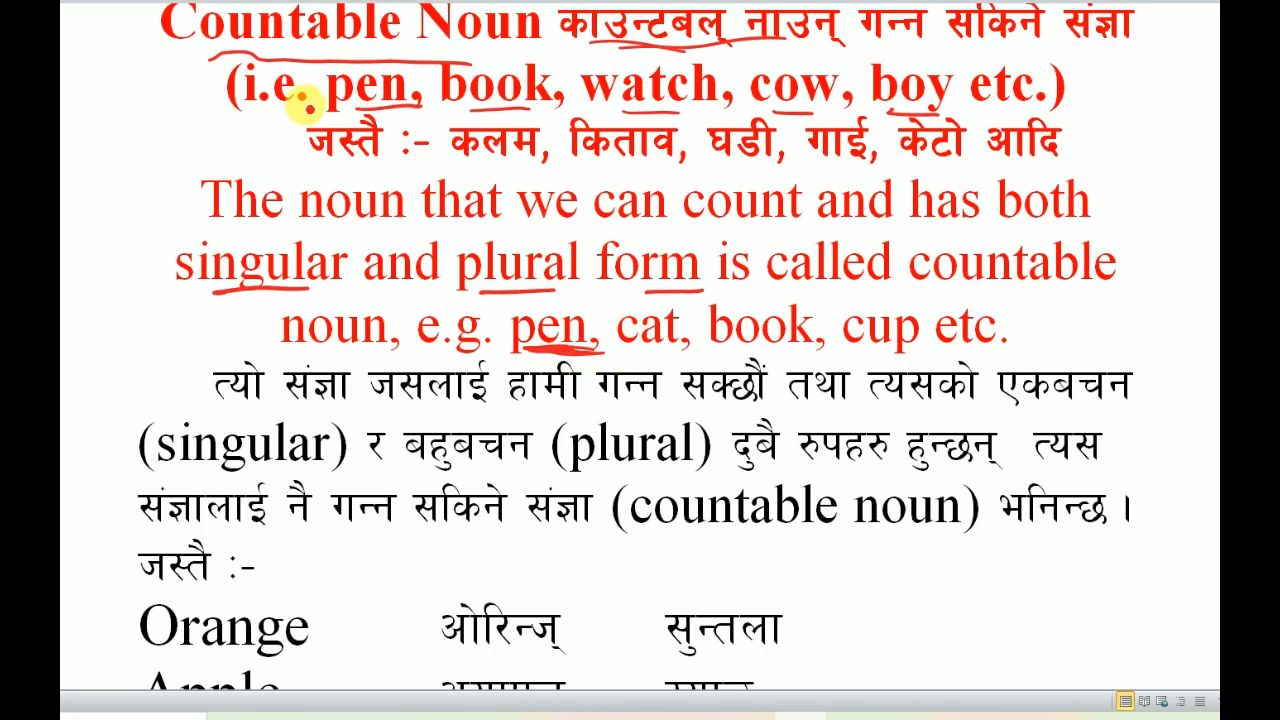 Countable Noun काउन्टबल् नाउन् गन्न सकिने संज्ञा
(i.e. pen, book, watch, cow, boy etc.)
जस्तै ः- कलम, किताव, घडी, गाई, केटो आदि
The noun that we can count and has both
singular and plural form is called countable
noun, e.g. pen, cat, book, cup etc.
त्यो संज्ञा जसलाई हामी गन्न सक्छौं तथा त्यसको एकबचन
(singular) र बहुबचन (plural) दुबै रुपहरु हुन्छन् त्यस
संज्ञालाई नै गन्न सकिने संज्ञा (countable noun) भनिन्छ ।
जस्तै ः-
Orange ओरिन्ज् सुन्तला
Apple